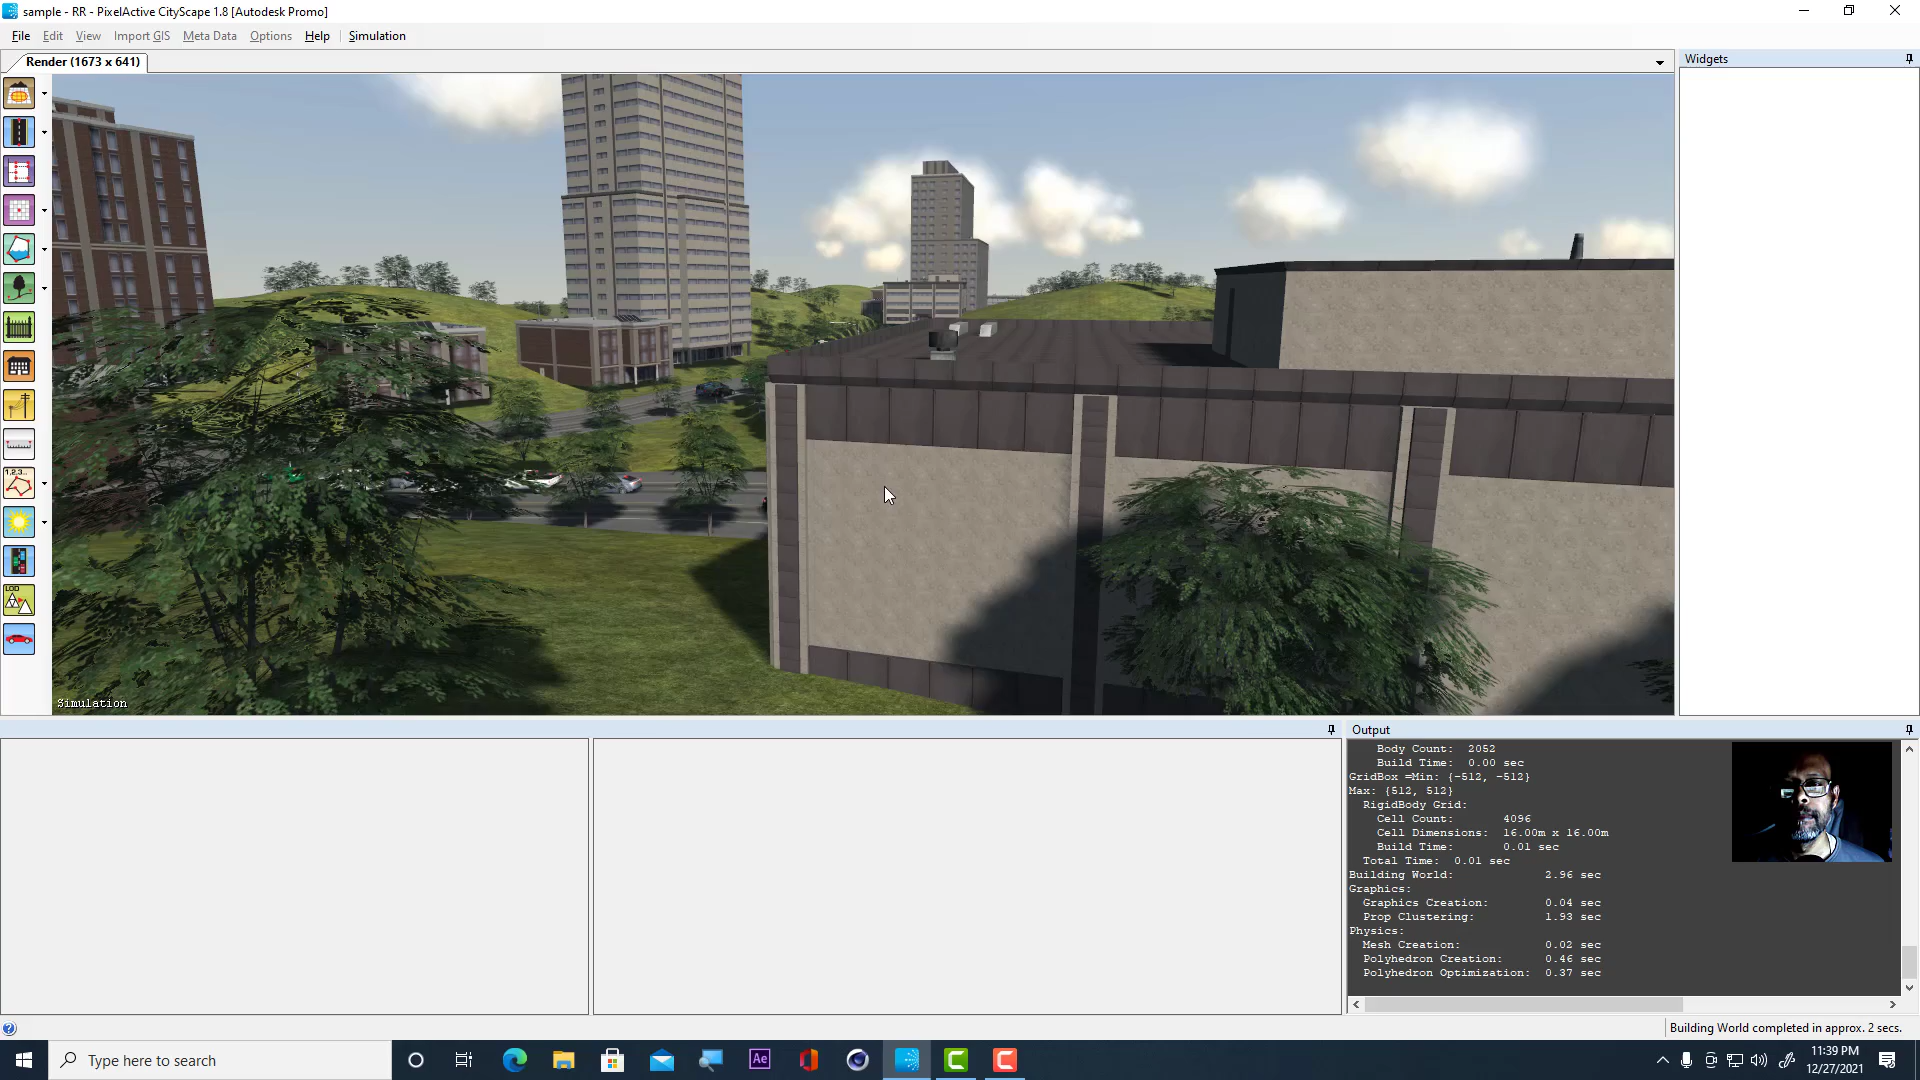 sample - RR - PixelActive CityScape 1.8 [Autodesk Promo]
File Edit View Import GIS Meta Data Options Help Simulation
Render (1673 x 641)
Widgets
1,2,3...
LOD
Simulation
Output
Body Count: 2052
Build Time: 0.00 sec
GridBox =Min: {-512, -512}
Max: {512, 512}
RigidBody Grid:
Cell Count: 4096
Cell Dimensions: 16.00m x 16.00m
Build Time: 0.01 sec
Total Time: 0.01 sec
Building World: 2.96 sec
Graphics:
Graphics Creation: 0.04 sec
Prop Clustering: 1.93 sec
Physics:
Mesh Creation: 0.02 sec
Polyhedron Creation: 0.46 sec
Polyhedron Optimization: 0.37 sec
Building World completed in approx. 2 secs.
Type here to search
Ae
11:39 PM
12/27/2021